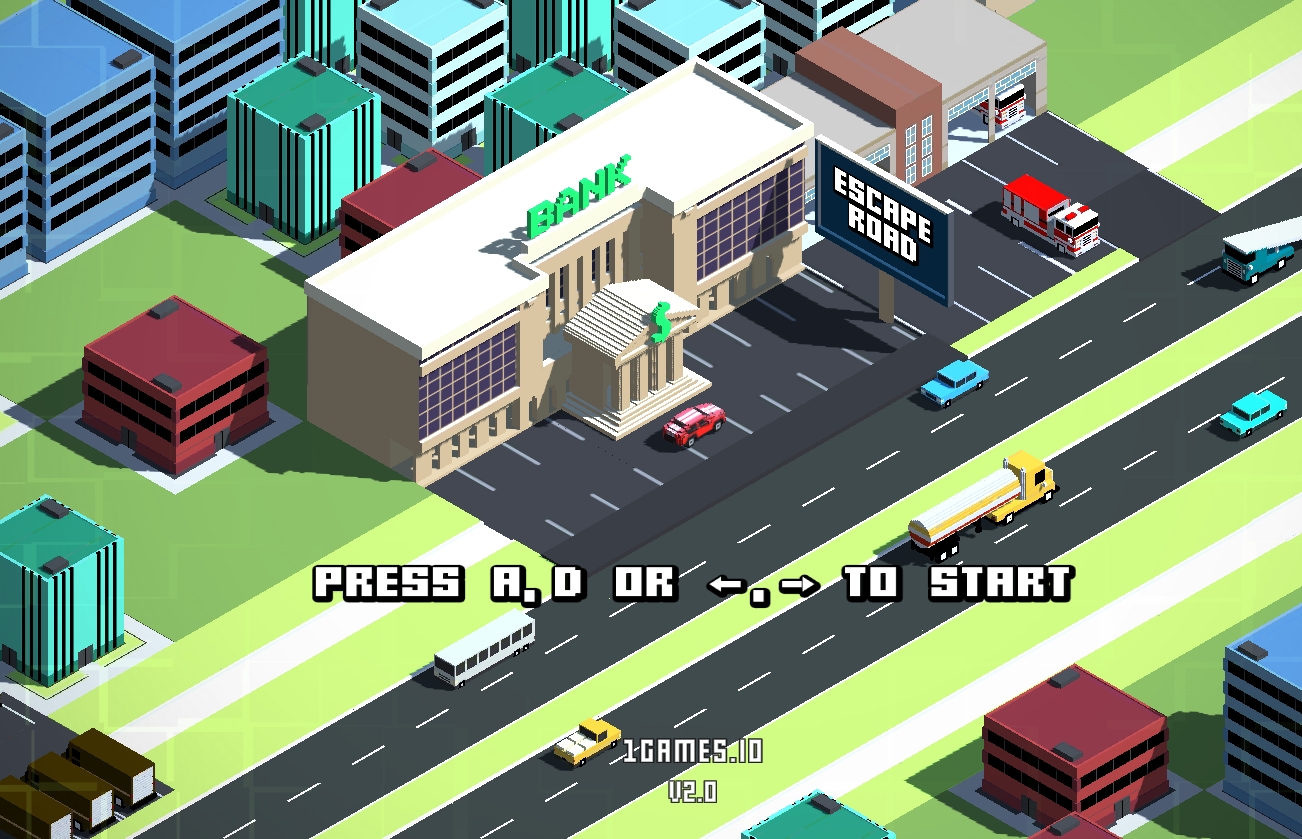 BANK
$
ESCAPE
ROAD
PRESS A,D OR ←,→ TO START
1GAMES.IO
V2.0